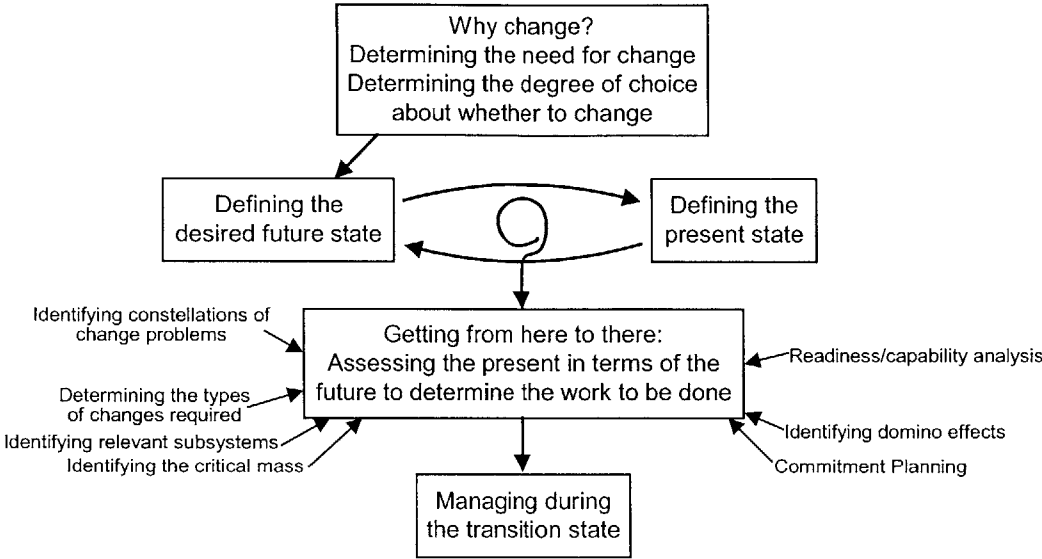 Why change?
Determining the need for change
Determining the degree of choice
about whether to change
Defining the
desired future state
Defining the
present state
Identifying constellations of
change problems
Getting from here to there:
Assessing the present in terms of the
future to determine the work to be done
Readiness/capability analysis
Determining the types
of changes required
Identifying relevant subsystems
Identifying the critical mass
Identifying domino effects
Commitment Planning
Managing during
the transition state